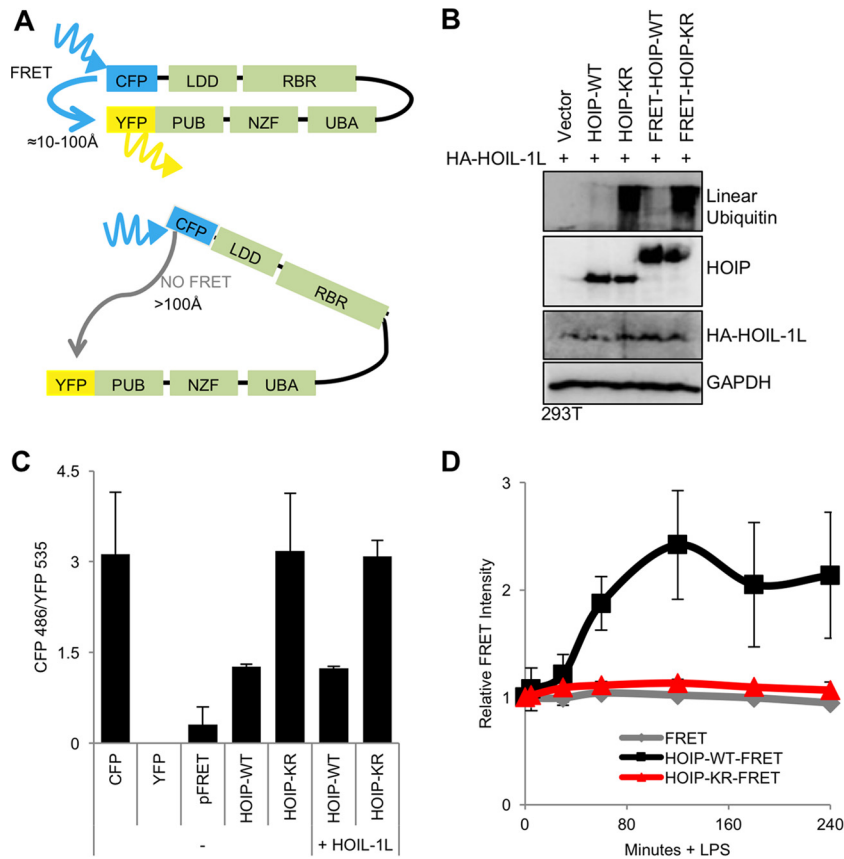 A
FRET
CFP
LDD
RBR
YFP
PUB
NZF
UBA
≈10-100Å
CFP
LDD
RBR
NO FRET
>100Å
YFP
PUB
NZF
UBA
B
Vector
HOIP-WT
HOIP-KR
FRET-HOIP-WT
FRET-HOIP-KR
HA-HOIL-1L + + + + +
Linear
Ubiquitin
HOIP
HA-HOIL-1L
GAPDH
293T
C
CFP 486/YFP 535
4.5
3
1.5
0
CFP
YFP
pFRET
HOIP-WT
HOIP-KR
HOIP-WT
HOIP-KR
-
+ HOIL-1L
D
Relative FRET Intensity
3
2
1
0
FRET
HOIP-WT-FRET
HOIP-KR-FRET
0 80 160 240
Minutes + LPS